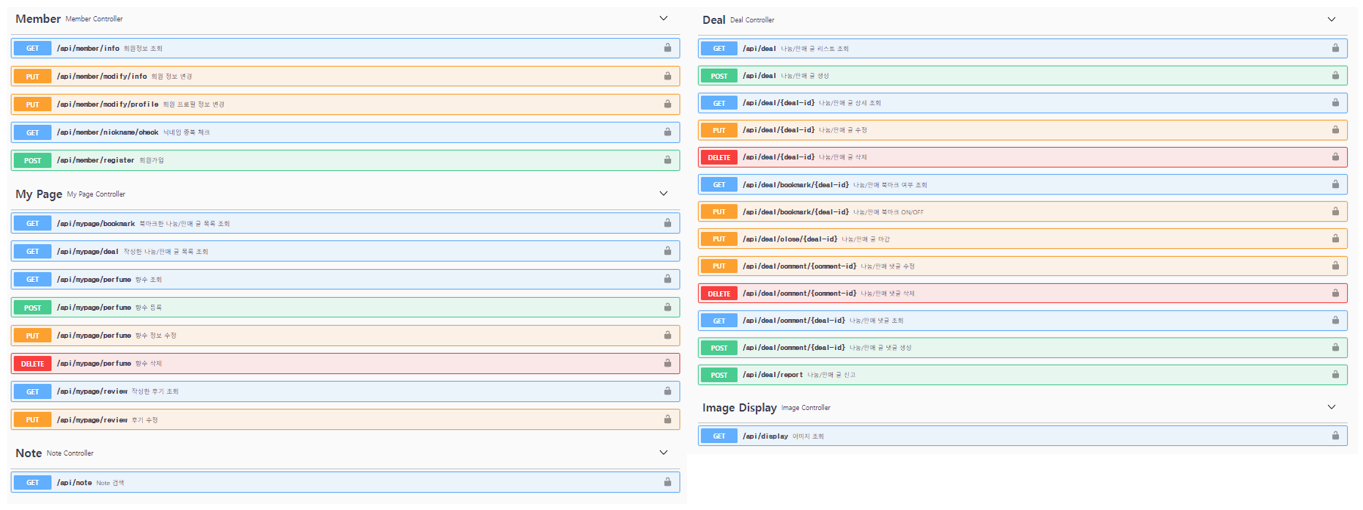 Member Member Controller
GET /api/member/info 회원정보 조회
PUT /api/member/modify/info 회원 정보 변경
PUT /api/member/modify/profile 회원 프로필 정보 변경
GET /api/member/nickname/check 닉네임 중복 체크
POST /api/member/register 회원가입
My Page My Page Controller
GET /api/mypage/bookmark 북마크한 나눔/판매 글 목록 조회
GET /api/mypage/deal 작성한 나눔/판매 글 목록 조회
GET /api/mypage/perfume 향수 조회
POST /api/mypage/perfume 향수 등록
PUT /api/mypage/perfume 향수 정보 수정
DELETE /api/mypage/perfume 향수 삭제
GET /api/mypage/review 작성한 후기 조회
PUT /api/mypage/review 후기 수정
Note Note Controller
GET /api/note Note 검색
Deal Deal Controller
GET /api/deal 나눔/판매 글 리스트 조회
POST /api/deal 나눔/판매 글 생성
GET /api/deal/{deal-id} 나눔/판매 글 상세 조회
PUT /api/deal/{deal-id} 나눔/판매 글 수정
DELETE /api/deal/{deal-id} 나눔/판매 글 삭제
GET /api/deal/bookmark/{deal-id} 나눔/판매 북마크 여부 조회
PUT /api/deal/bookmark/{deal-id} 나눔/판매 북마크 ON/OFF
PUT /api/deal/close/{deal-id} 나눔/판매 글 마감
PUT /api/deal/comment/{comment-id} 나눔/판매 댓글 수정
DELETE /api/deal/comment/{comment-id} 나눔/판매 댓글 삭제
GET /api/deal/comment/{deal-id} 나눔/판매 댓글 조회
POST /api/deal/comment/{deal-id} 나눔/판매 글 댓글 생성
POST /api/deal/report 나눔/판매 글 신고
Image Display Image Controller
GET /api/display 이미지 조회